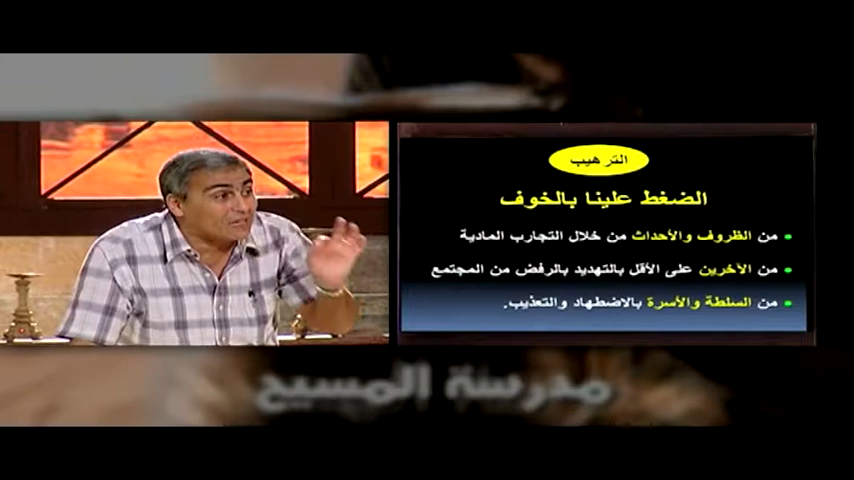 الترهيب
الضغط علينا بالخوف
من الظروف والأحداث من خلال التجارب المادية
من الآخرين على الأقل بالتهديد بالرفض من المجتمع
من السلطة والأسرة بالاضطهاد والتعذيب.
مدرسة المسيح